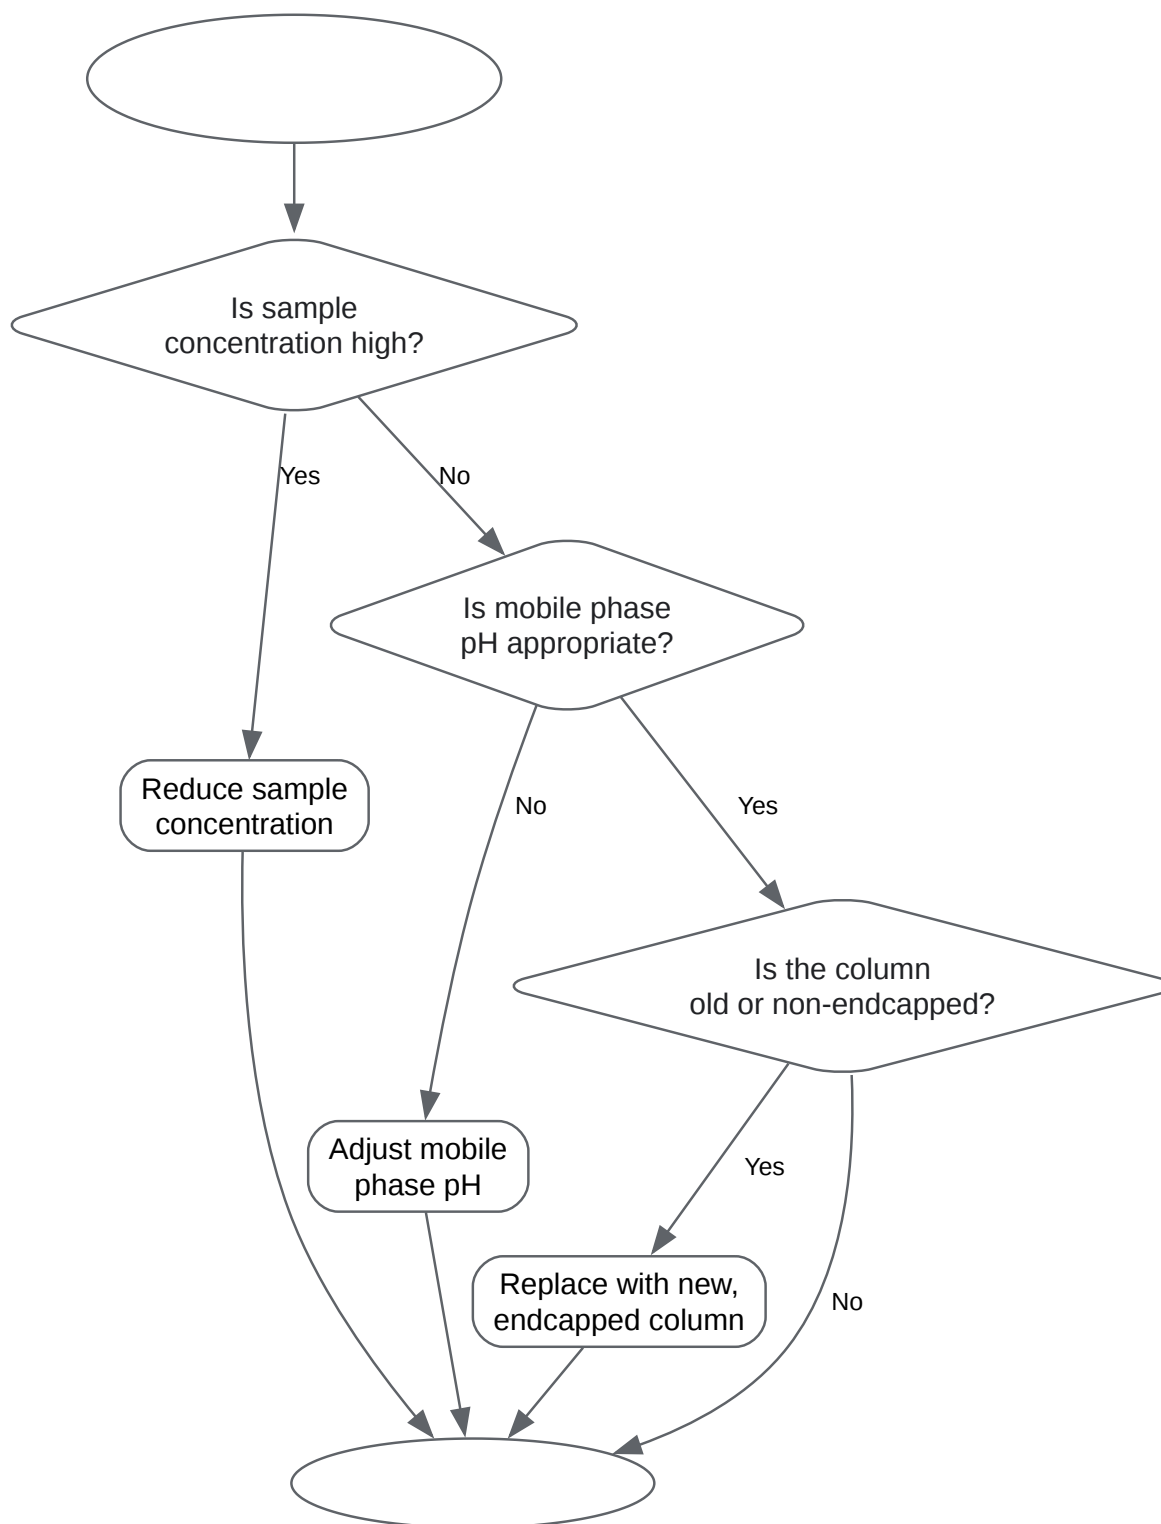 Is sample
concentration high?
Yes
No
Is mobile phase
pH appropriate?
Reduce sample
concentration
No
Yes
Is the column
old or non-endcapped?
Adjust mobile
phase pH
Yes
Replace with new,
endcapped column
No